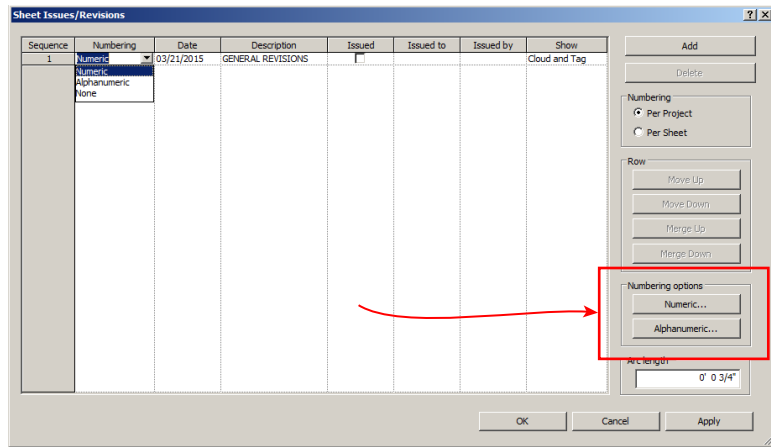 Sheet Issues/Revisions
Sequence Numbering Date Description Issued Issued to Issued by Show
1 Numeric 03/21/2015 GENERAL REVISIONS Cloud and Tag
Numeric
Alphanumeric
None
Add
Delete
Numbering
Per Project
Per Sheet
Row
Move Up
Move Down
Merge Up
Merge Down
Numbering options
Numeric...
Alphanumeric...
Arc length
0' 0 3/4"
OK Cancel Apply